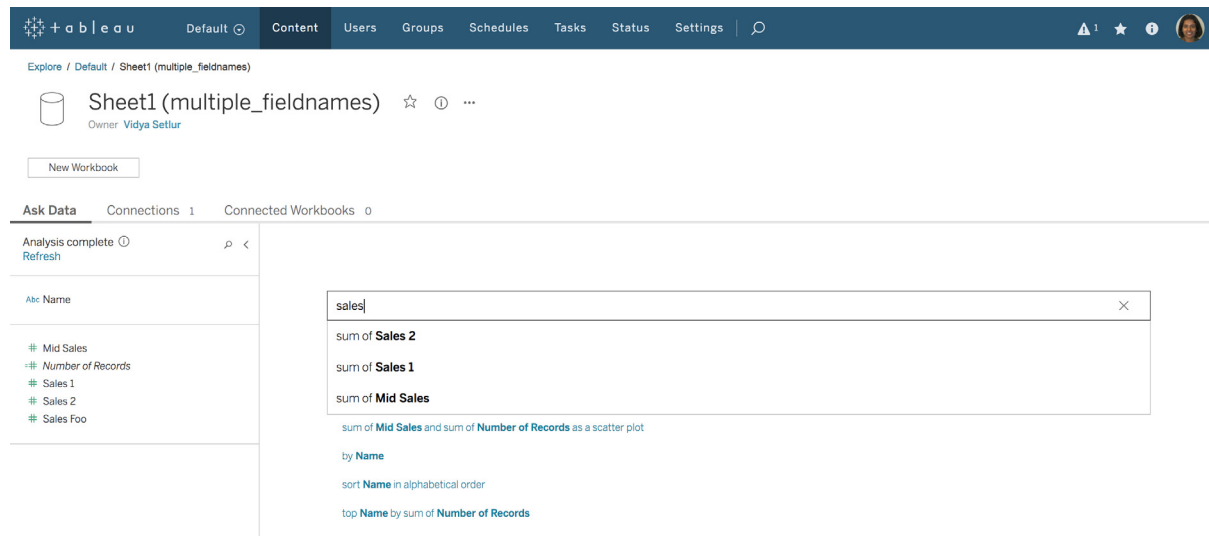 tableau Default Content Users Groups Schedules Tasks Status Settings 1
Explore / Default / Sheet1 (multiple_fieldnames)
Sheet1 (multiple_fieldnames)
Owner Vidya Setlur
New Workbook
Ask Data Connections 1 Connected Workbooks 0
Analysis complete
Refresh
Abc Name
Mid Sales
Number of Records
Sales 1
Sales 2
Sales Foo
sales
sum of Sales 2
sum of Sales 1
sum of Mid Sales
sum of Mid Sales and sum of Number of Records as a scatter plot
by Name
sort Name in alphabetical order
top Name by sum of Number of Records